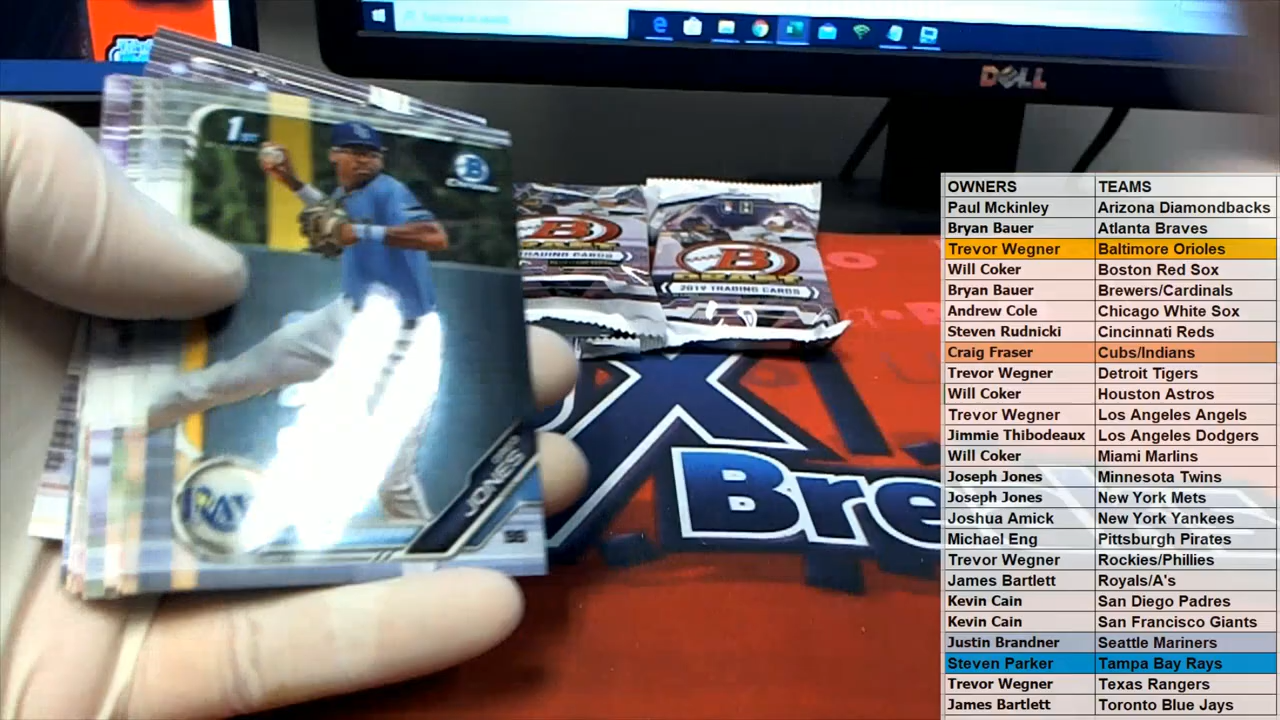 DELL
1st
B
CHROME
B
BEAST
TRADING CARDS
B
BEAST
2019 TRADING CARDS
JONES
SS
RAYS
X
Bre
OWNERS TEAMS
Paul Mckinley Arizona Diamondbacks
Bryan Bauer Atlanta Braves
Trevor Wegner Baltimore Orioles
Will Coker Boston Red Sox
Bryan Bauer Brewers/Cardinals
Andrew Cole Chicago White Sox
Steven Rudnicki Cincinnati Reds
Craig Fraser Cubs/Indians
Trevor Wegner Detroit Tigers
Will Coker Houston Astros
Trevor Wegner Los Angeles Angels
Jimmie Thibodeaux Los Angeles Dodgers
Will Coker Miami Marlins
Joseph Jones Minnesota Twins
Joseph Jones New York Mets
Joshua Amick New York Yankees
Michael Eng Pittsburgh Pirates
Trevor Wegner Rockies/Phillies
James Bartlett Royals/A's
Kevin Cain San Diego Padres
Kevin Cain San Francisco Giants
Justin Brandner Seattle Mariners
Steven Parker Tampa Bay Rays
Trevor Wegner Texas Rangers
James Bartlett Toronto Blue Jays